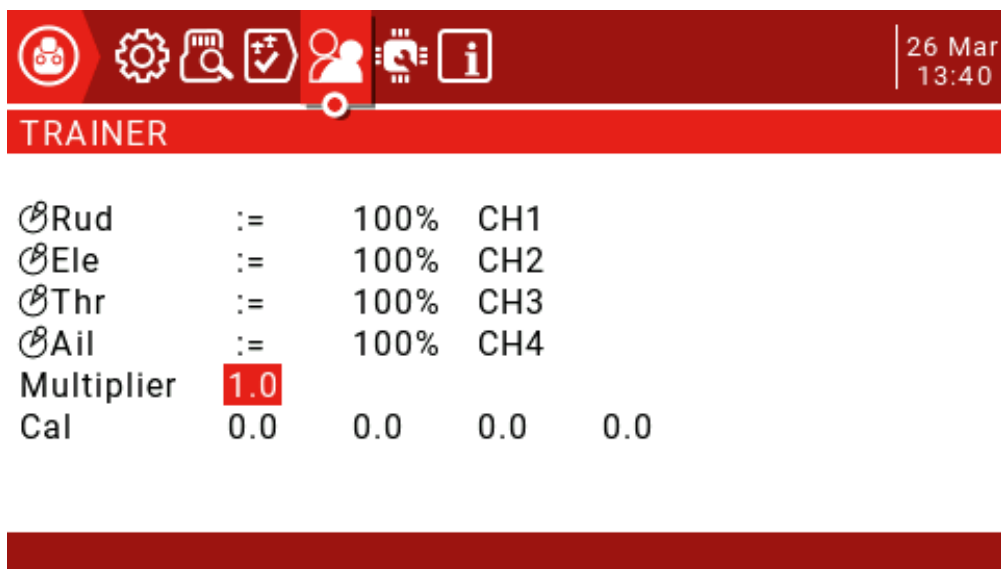 26 Mar
13:40
TRAINER
Rud := 100% CH1
Ele := 100% CH2
Thr := 100% CH3
Ail := 100% CH4
Multiplier 1.0
Cal 0.0 0.0 0.0 0.0